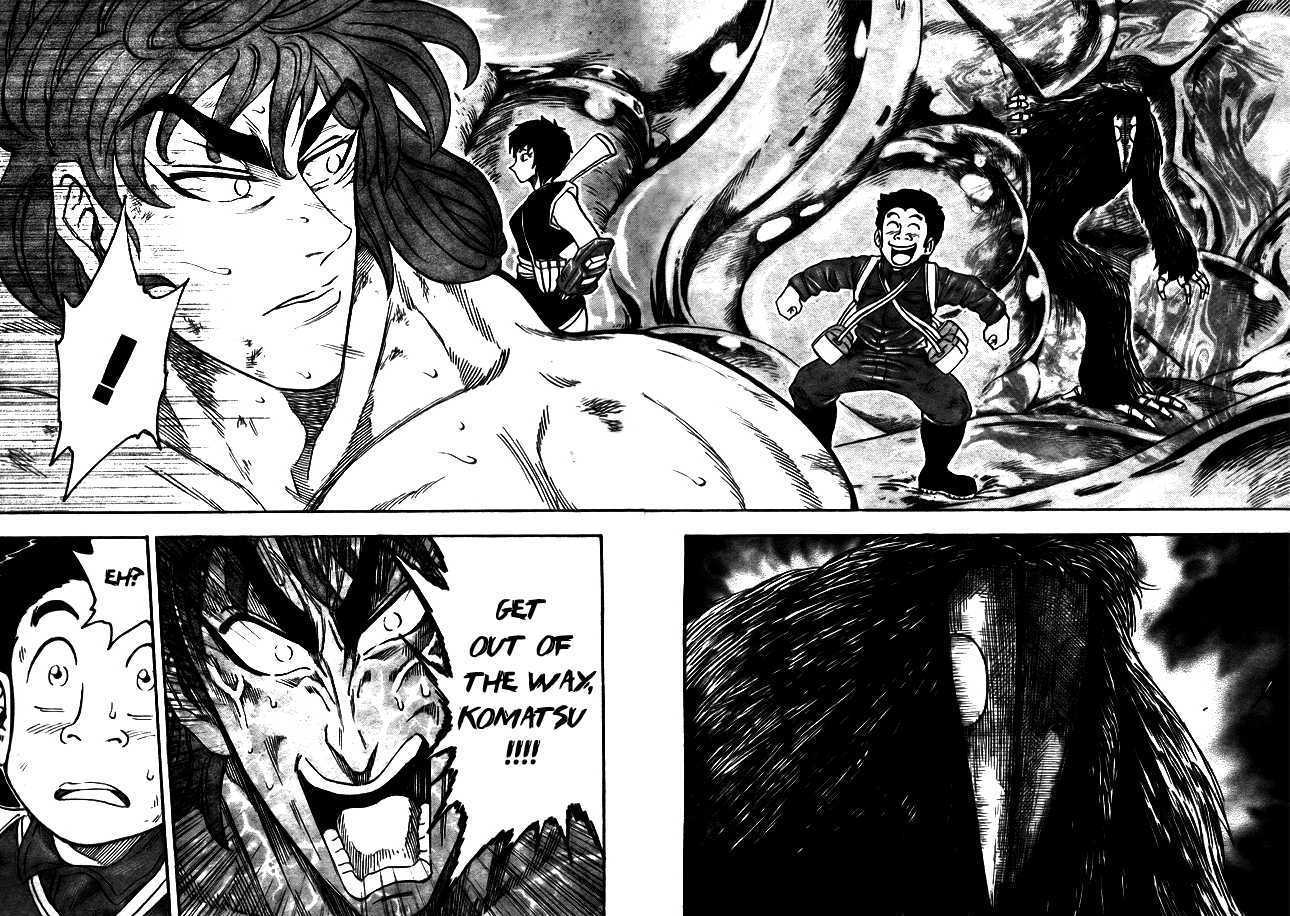 !
GET
OUT OF
THE WAY,
KOMATSU
!!!!
EH?